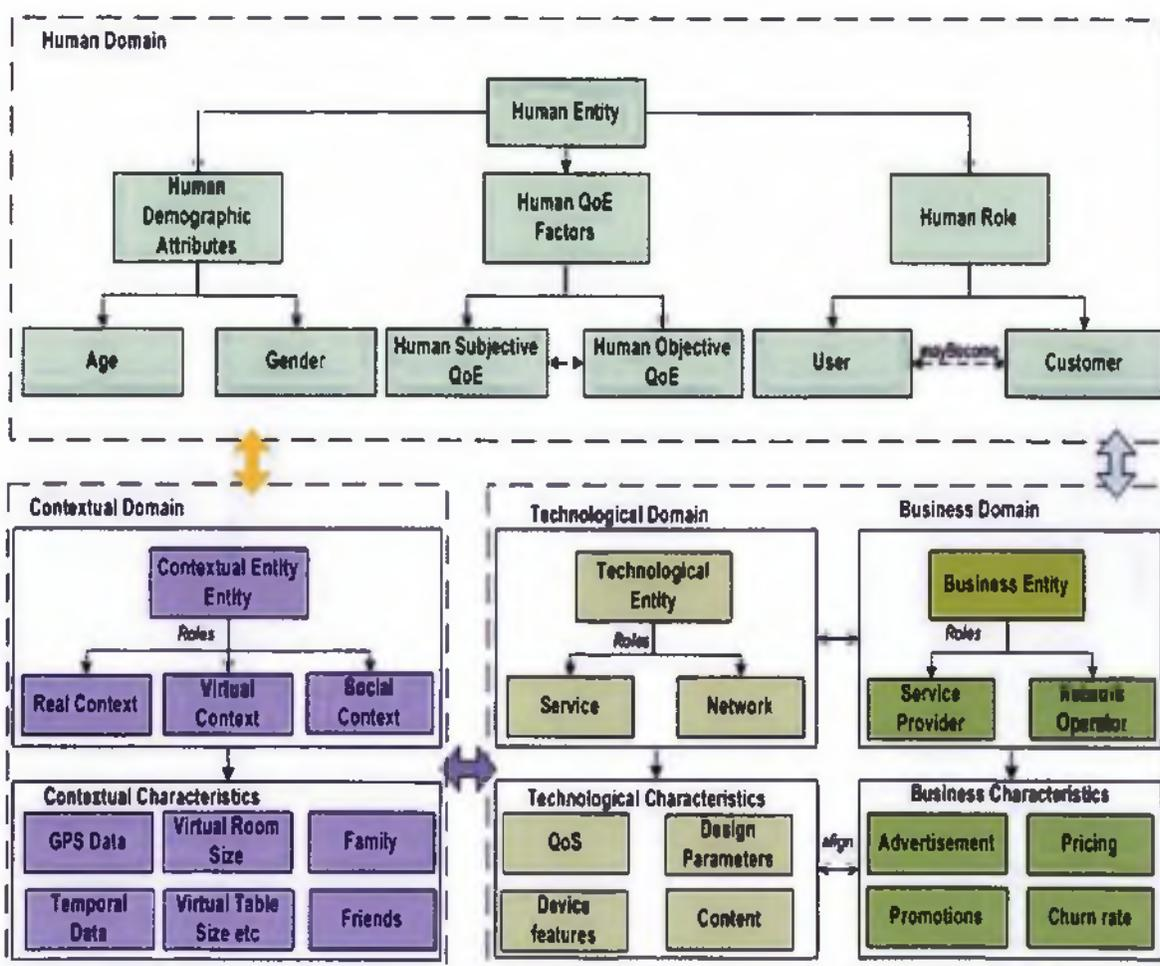 Human Domain
Human Entity
Human
Demographic
Attributes
Human QoE
Factors
Human Role
Age
Gender
Human Subjective
QoE
Human Objective
QoE
User
mayBecome
Customer
Contextual Domain
Contextual Entity
Entity
Roles
Real Context
Virtual
Context
Social
Context
Contextual Characteristics
GPS Data
Virtual Room
Size
Family
Temporal
Data
Virtual Table
Size etc
Friends
Technological Domain
Technological
Entity
Roles
Service
Network
Technological Characteristics
QoS
Design
Parameters
Device
features
Content
align
Business Domain
Business Entity
Roles
Service
Provider
Network
Operator
Business Characteristics
Advertisement
Pricing
Promotions
Churn rate